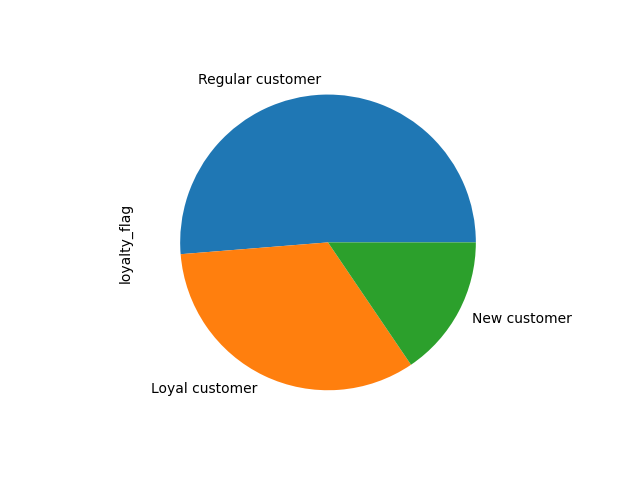 Regular customer
loyalty_flag
New customer
Loyal customer